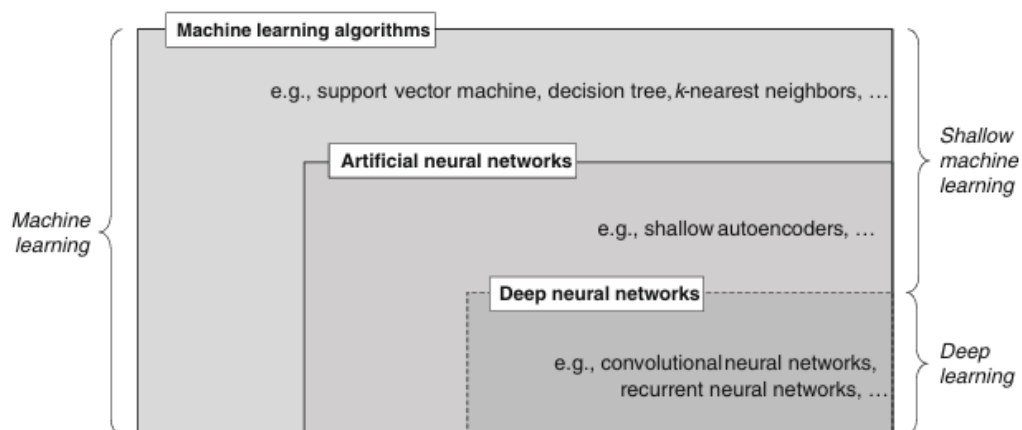 Machine learning algorithms
e.g., support vector machine, decision tree, k-nearest neighbors, …
Shallow
machine
learning
Artificial neural networks
Machine
learning
e.g., shallow autoencoders, …
Deep neural networks
Deep
learning
e.g., convolutional neural networks,
recurrent neural networks, …